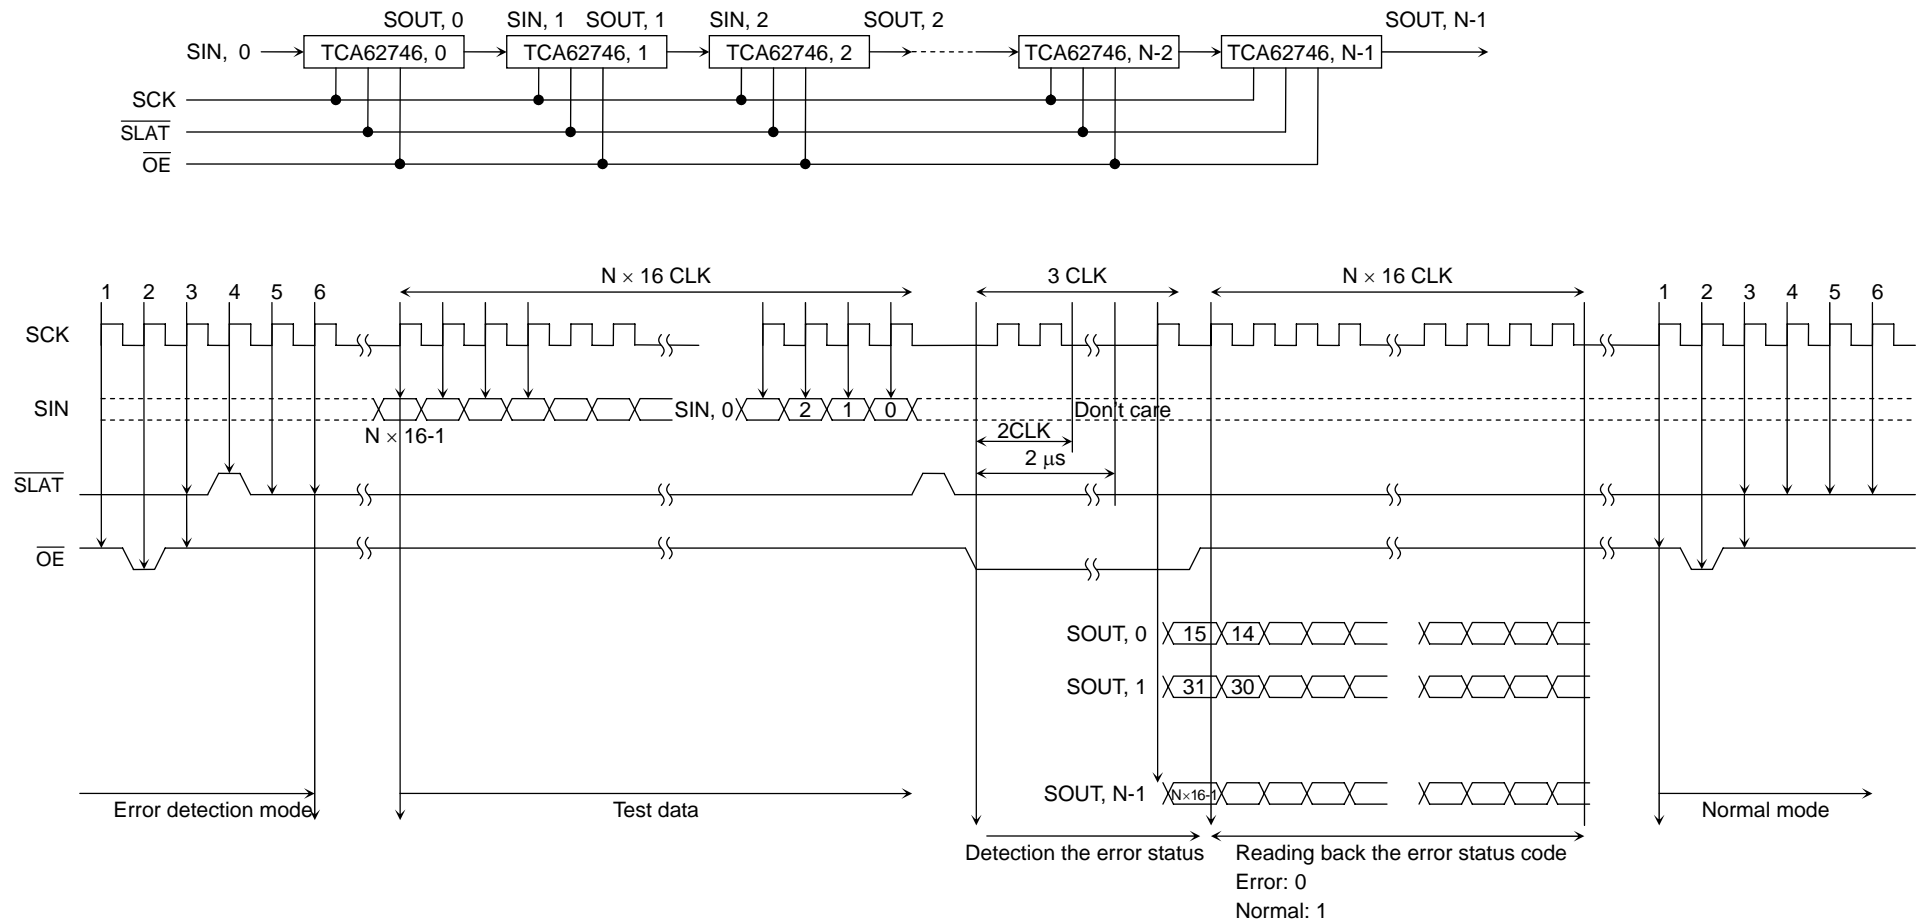 SOUT, 0 SIN, 1 SOUT, 1 SIN, 2 SOUT, 2 SOUT, N-1
SIN, 0 TCA62746, 0 TCA62746, 1 TCA62746, 2 TCA62746, N-2 TCA62746, N-1
SCK
SLAT
OE
N × 16 CLK 3 CLK N × 16 CLK
1 2 3 4 5 6 1 2 3 4 5 6
SCK
SIN SIN, 0 2 1 0 Don't care
N × 16-1 2CLK
2 μs
SLAT
OE
SOUT, 0 15 14
SOUT, 1 31 30
SOUT, N-1 N×16-1
Error detection mode Test data Normal mode
Detection the error status Reading back the error status code
Error: 0
Normal: 1